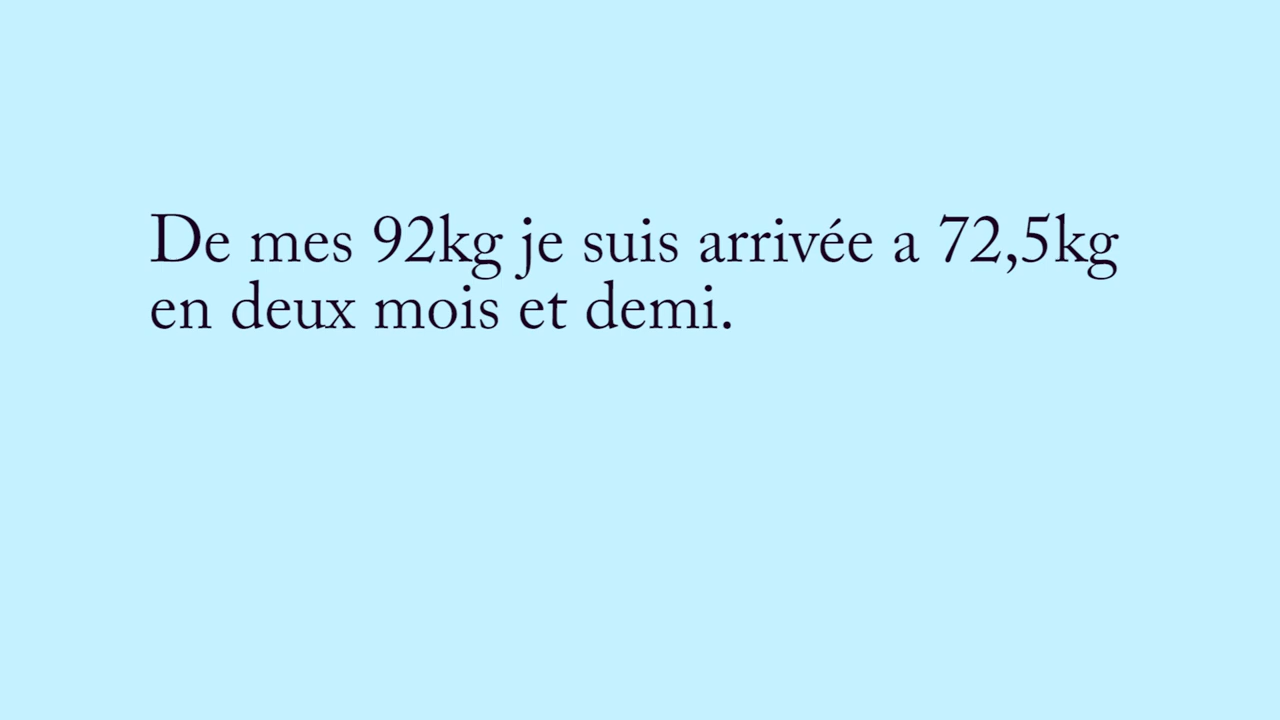 De mes 92kg je suis arrivée a 72,5kg
en deux mois et demi.